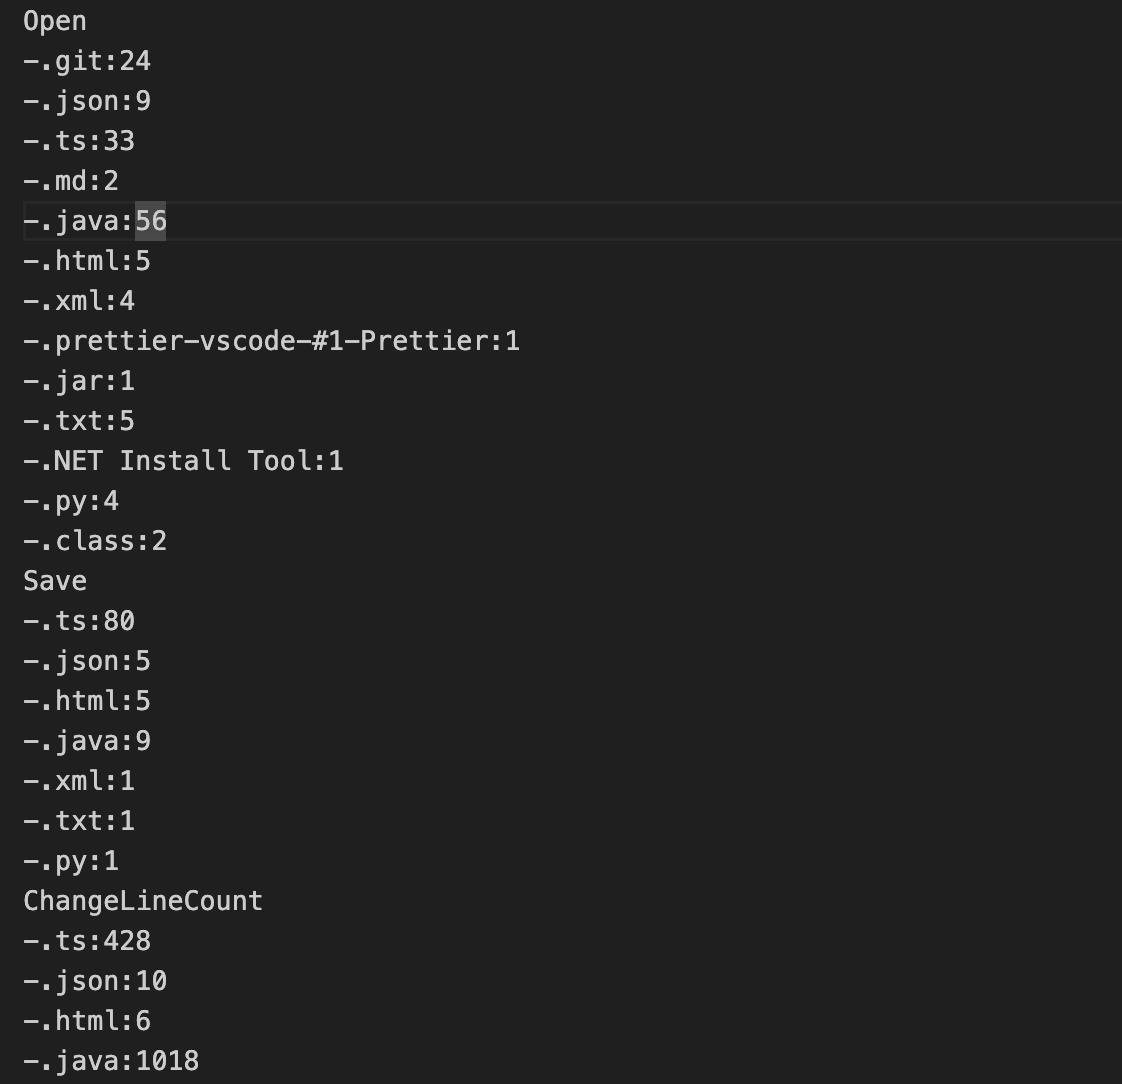 Open
-.git:24
-.json:9
-.ts:33
-.md:2
-.java:56
-.html:5
-.xml:4
-.prettier-vscode-#1-Prettier:1
-.jar:1
-.txt:5
-.NET Install Tool:1
-.py:4
-.class:2
Save
-.ts:80
-.json:5
-.html:5
-.java:9
-.xml:1
-.txt:1
-.py:1
ChangeLineCount
-.ts:428
-.json:10
-.html:6
-.java:1018